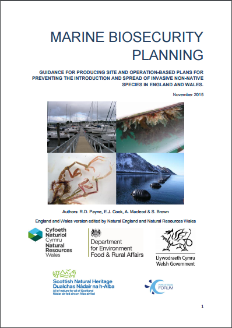 MARINE BIOSECURITY
PLANNING
GUIDANCE FOR PRODUCING SITE AND OPERATION-BASED PLANS FOR
PREVENTING THE INTRODUCTION AND SPREAD OF INVASIVE NON-NATIVE
SPECIES IN ENGLAND AND WALES.
November 2015
Authors: R.D. Payne, E.J. Cook, A. Macleod & S. Brown
England and Wales version edited by Natural England and Natural Resources Wales
Cyfoeth
Naturiol
Cymru
Natural
Resources
Wales
Department
for Environment
Food & Rural Affairs
Llywodraeth Cymru
Welsh Government
Scottish Natural Heritage
Dualchas Nàdair na h-Alba
FORUM
1